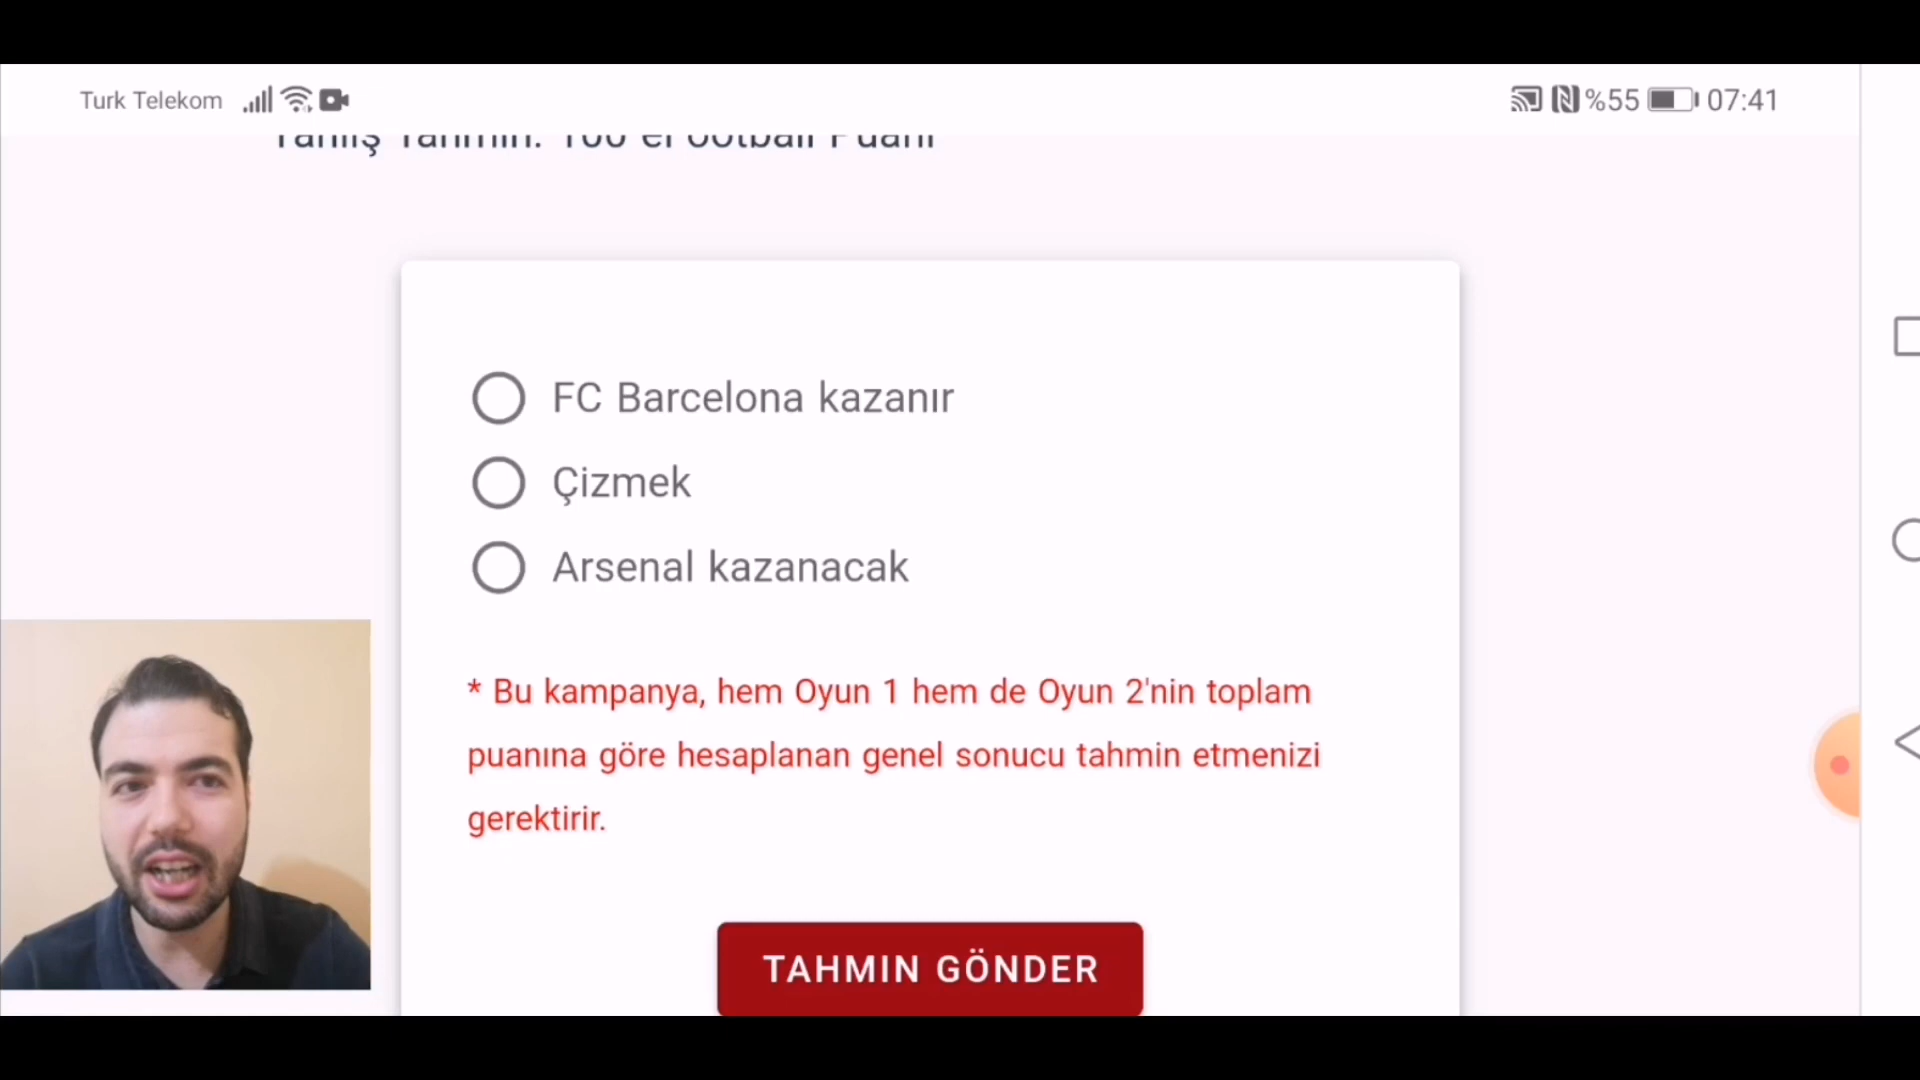 Turk Telekom
%55 07:41
FC Barcelona kazanır
Çizmek
Arsenal kazanacak
* Bu kampanya, hem Oyun 1 hem de Oyun 2'nin toplam
puanına göre hesaplanan genel sonucu tahmin etmenizi
gerektirir.
TAHMIN GÖNDER